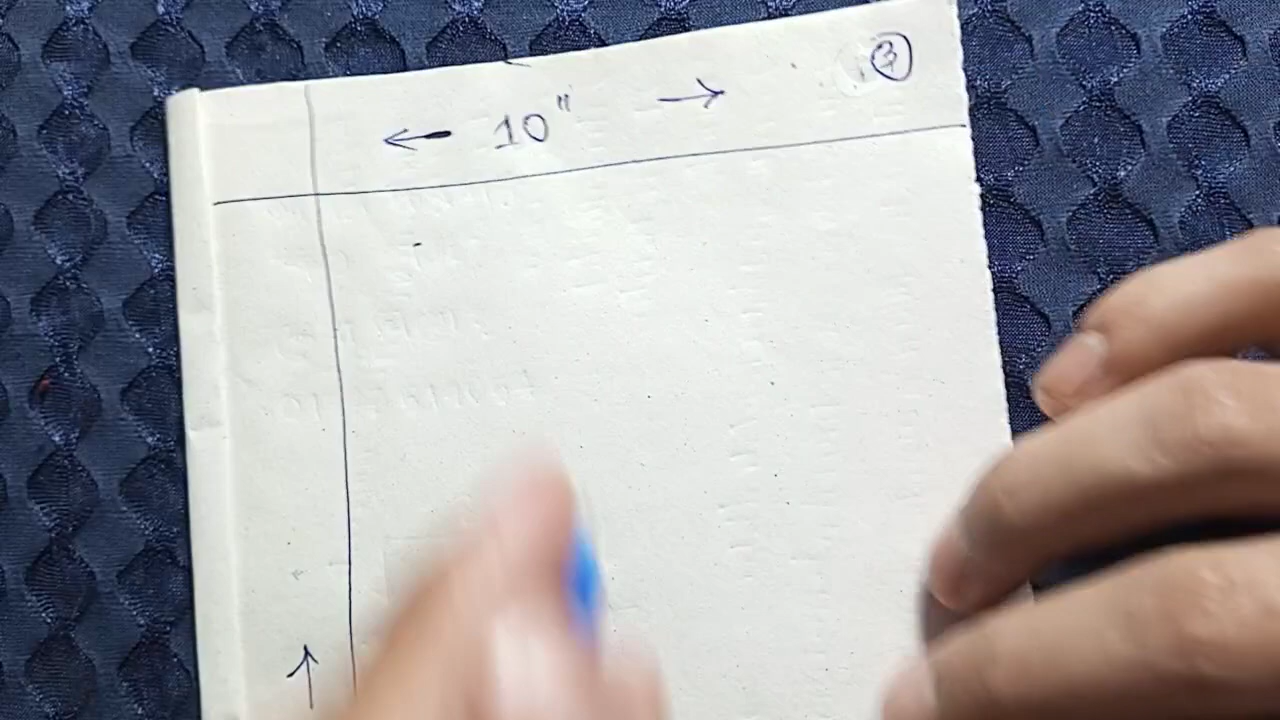 ← 10" →
③
↑